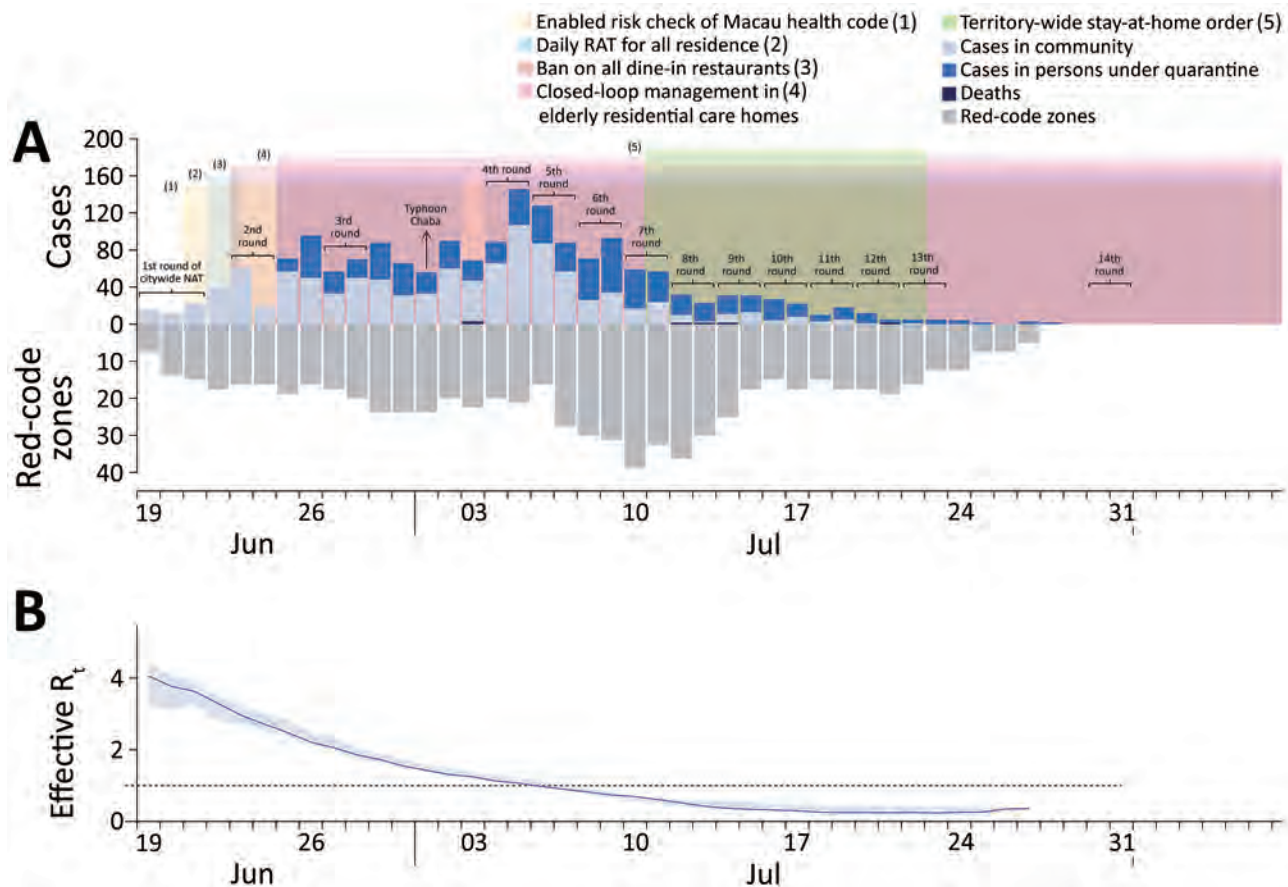 Enabled risk check of Macau health code (1)
Daily RAT for all residence (2)
Ban on all dine-in restaurants (3)
Closed-loop management in (4)
elderly residential care homes
Territory-wide stay-at-home order (5)
Cases in community
Cases in persons under quarantine
Deaths
Red-code zones
A
200
160
120
80
40
0
10
20
30
40
Cases
Red-code
zones
(1)
(2)
(3)
(4)
(5)
1st round of
citywide NAT
2nd
round
3rd
round
Typhoon
Chaba
4th round
5th
round
6th
round
7th
round
8th
round
9th
round
10th
round
11th
round
12th
round
13th
round
14th
round
19
26
03
10
17
24
31
Jun
Jul
B
Effective Rt
4
2
0
19
26
03
10
17
24
31
Jun
Jul